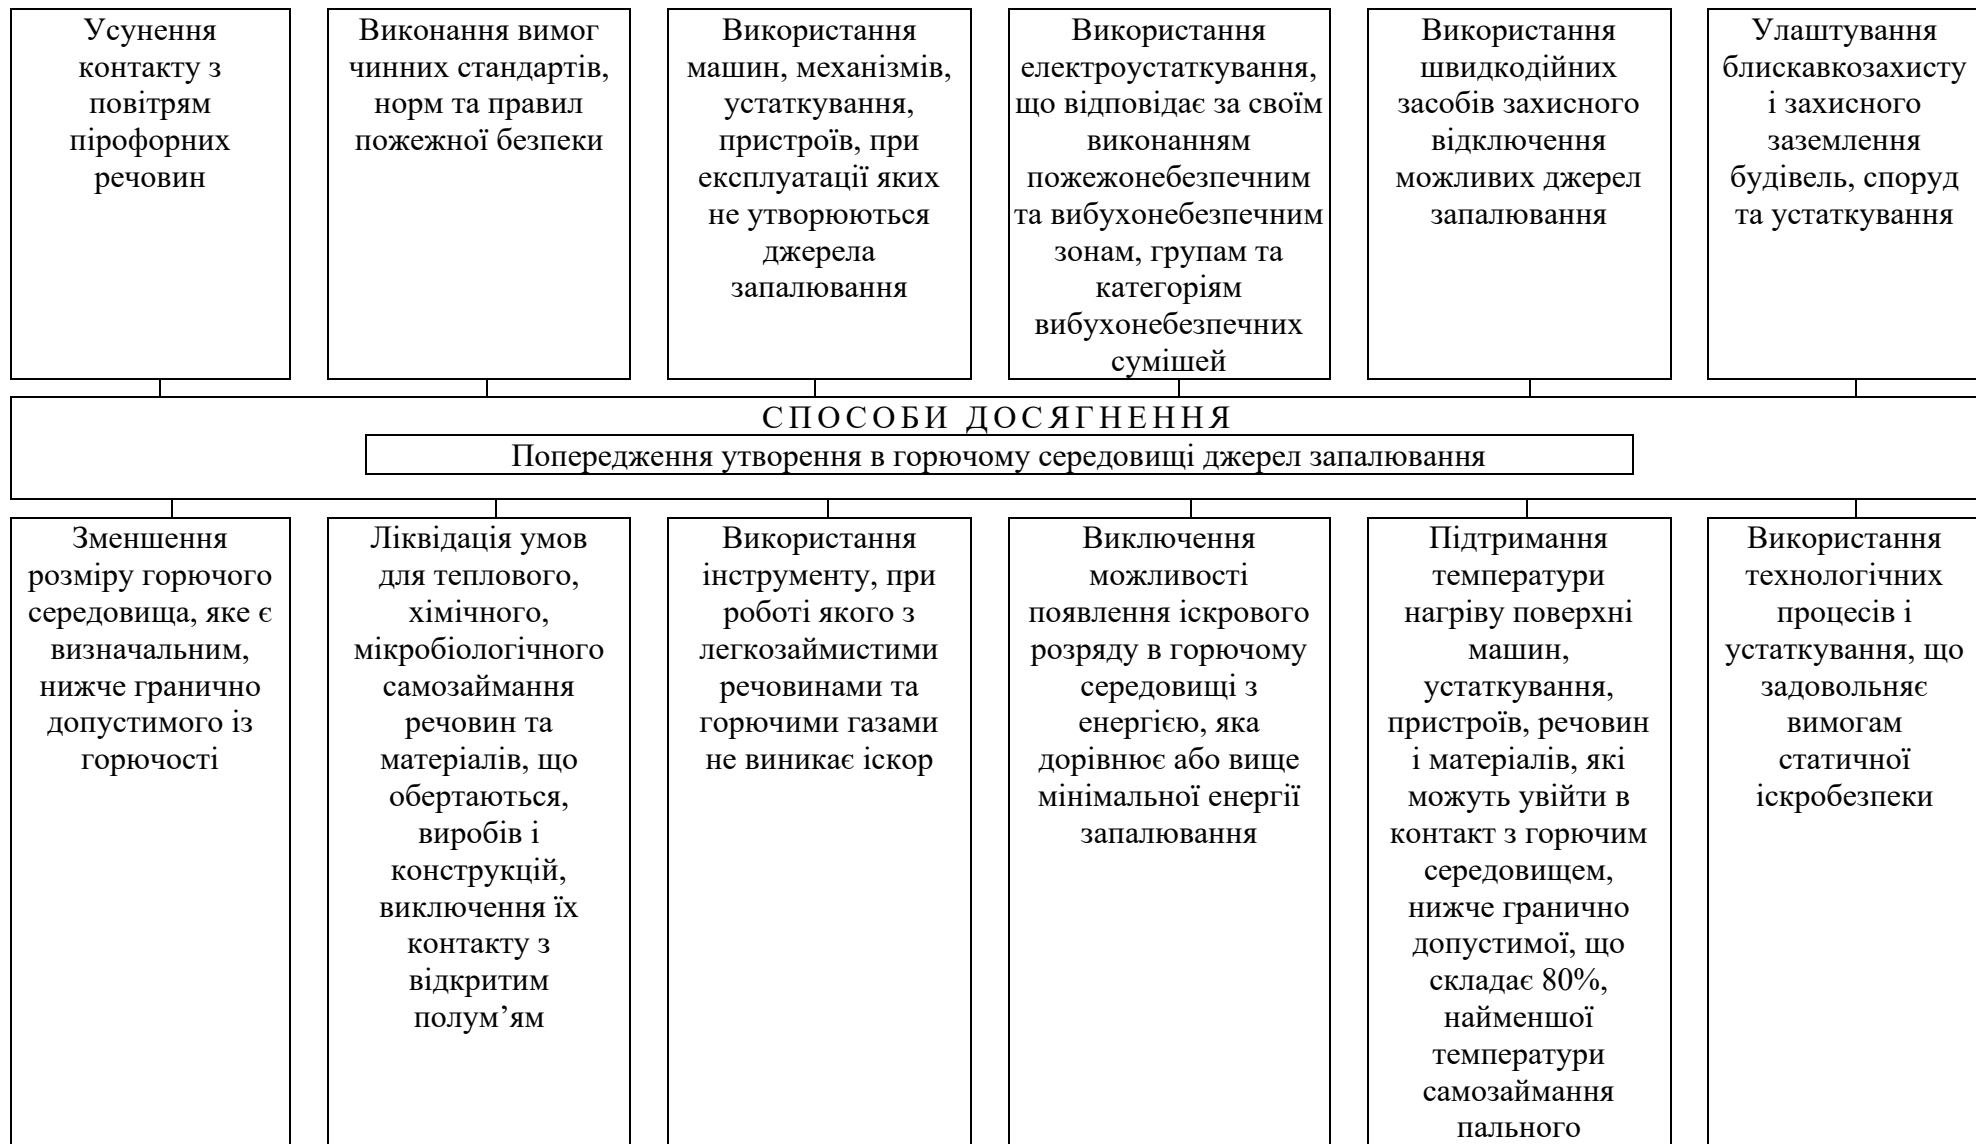 Усунення
контакту з
повітрям
пірофорних
речовин
Виконання вимог
чинних стандартів,
норм та правил
пожежної безпеки
Використання
машин, механізмів,
устаткування,
пристроїв, при
експлуатації яких
не утворюються
джерела
запалювання
Використання
електроустаткування,
що відповідає за своїм
виконанням
пожежонебезпечним
та вибухонебезпечним
зонам, групам та
категоріям
вибухонебезпечних
сумішей
Використання
швидкодійних
засобів захисного
відключення
можливих джерел
запалювання
Улаштування
блискавкозахисту
і захисного
заземлення
будівель, споруд
та устаткування
СПОСОБИ ДОСЯГНЕННЯ
Попередження утворення в горючому середовищі джерел запалювання
Зменшення
розміру горючого
середовища, яке є
визначальним,
нижче гранично
допустимого із
горючості
Ліквідація умов
для теплового,
хімічного,
мікробіологічного
самозаймання
речовин та
матеріалів, що
обертаються,
виробів і
конструкцій,
виключення їх
контакту з
відкритим
полум’ям
Використання
інструменту, при
роботі якого з
легкозаймистими
речовинами та
горючими газами
не виникає іскор
Виключення
можливості
появлення іскрового
розряду в горючому
середовищі з
енергією, яка
дорівнює або вище
мінімальної енергії
запалювання
Підтримання
температури
нагріву поверхні
машин,
устаткування,
пристроїв, речовин
і матеріалів, які
можуть увійти в
контакт з горючим
середовищем,
нижче гранично
допустимої, що
складає 80%,
найменшої
температури
самозаймання
пального
Використання
технологічних
процесів і
устаткування, що
задовольняє
вимогам
статичної
іскробезпеки